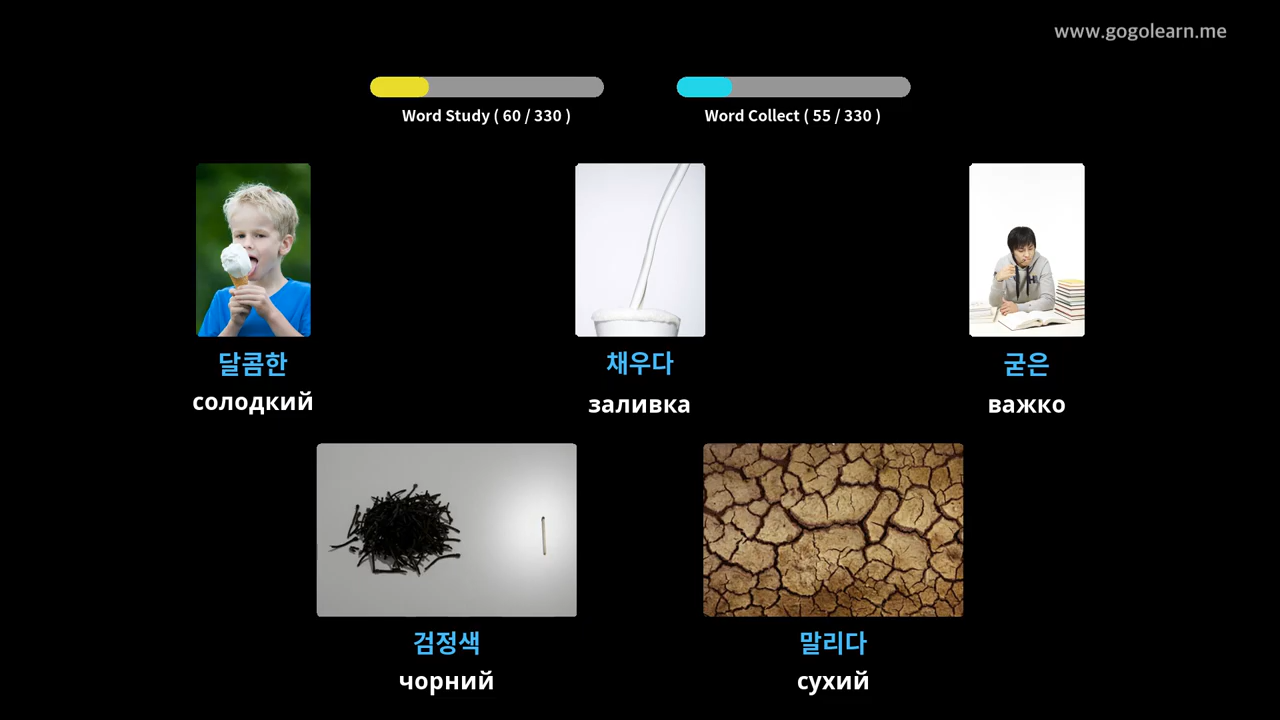 www.gogolearn.me
Word Study ( 60 / 330 )
Word Collect ( 55 / 330 )
달콤한
солодкий
채우다
заливка
굳은
важко
검정색
чорний
말리다
сухий